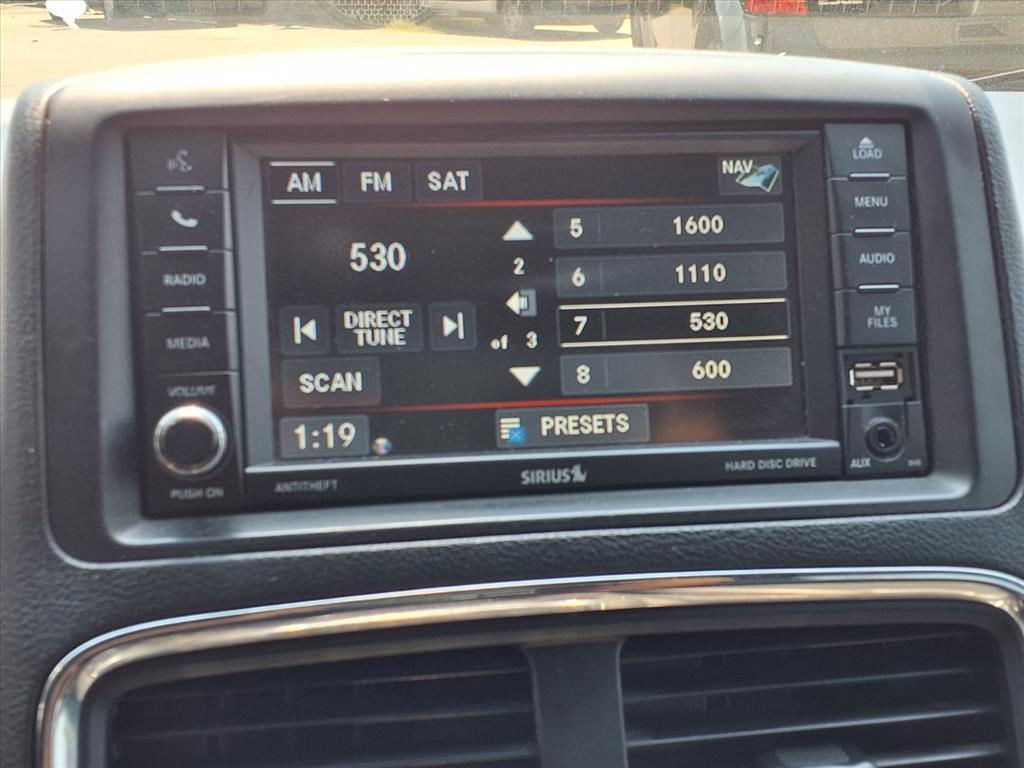 AM FM SAT NAV
530
2
of 3
5 1600
6 1110
7 530
8 600
DIRECT
TUNE
SCAN
1:19
PRESETS
RADIO
MEDIA
VOLUME
PUSH ON
ANTITHEFT
SIRIUS
HARD DISC DRIVE
LOAD
MENU
AUDIO
MY
FILES
AUX